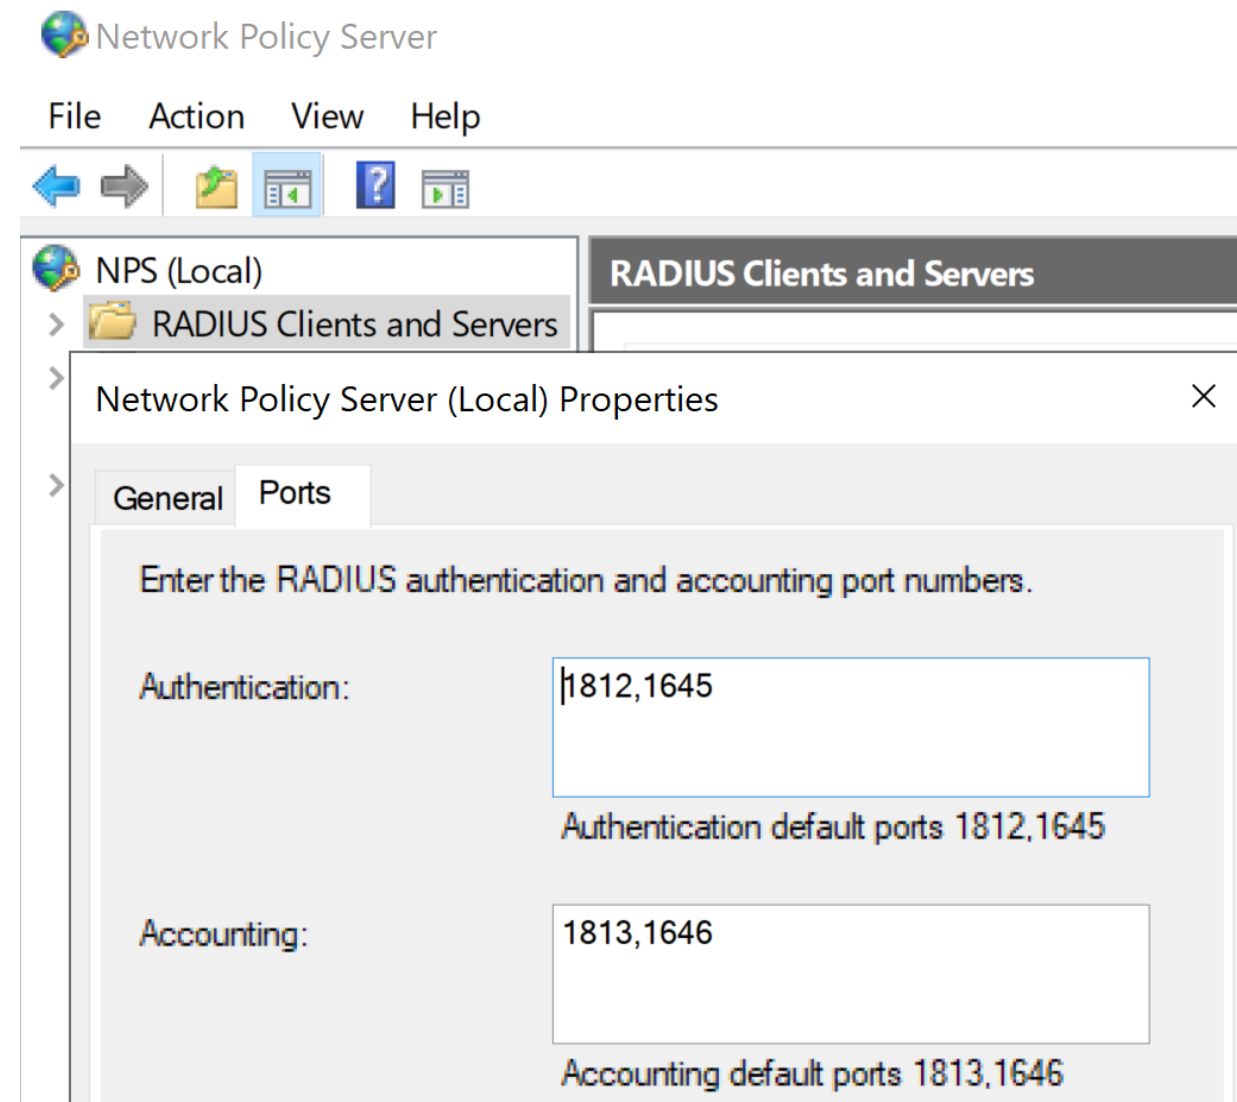 Network Policy Server
File Action View Help
NPS (Local)
RADIUS Clients and Servers
RADIUS Clients and Servers
Network Policy Server (Local) Properties
General Ports
Enter the RADIUS authentication and accounting port numbers.
Authentication:
1812,1645
Authentication default ports 1812,1645
Accounting:
1813,1646
Accounting default ports 1813,1646